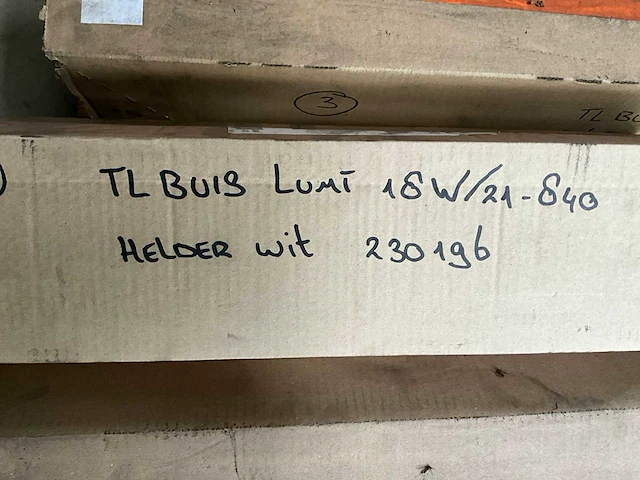 3
TL BU
TL BUIS LUMI 18W/21-840
HELDER wit 230196